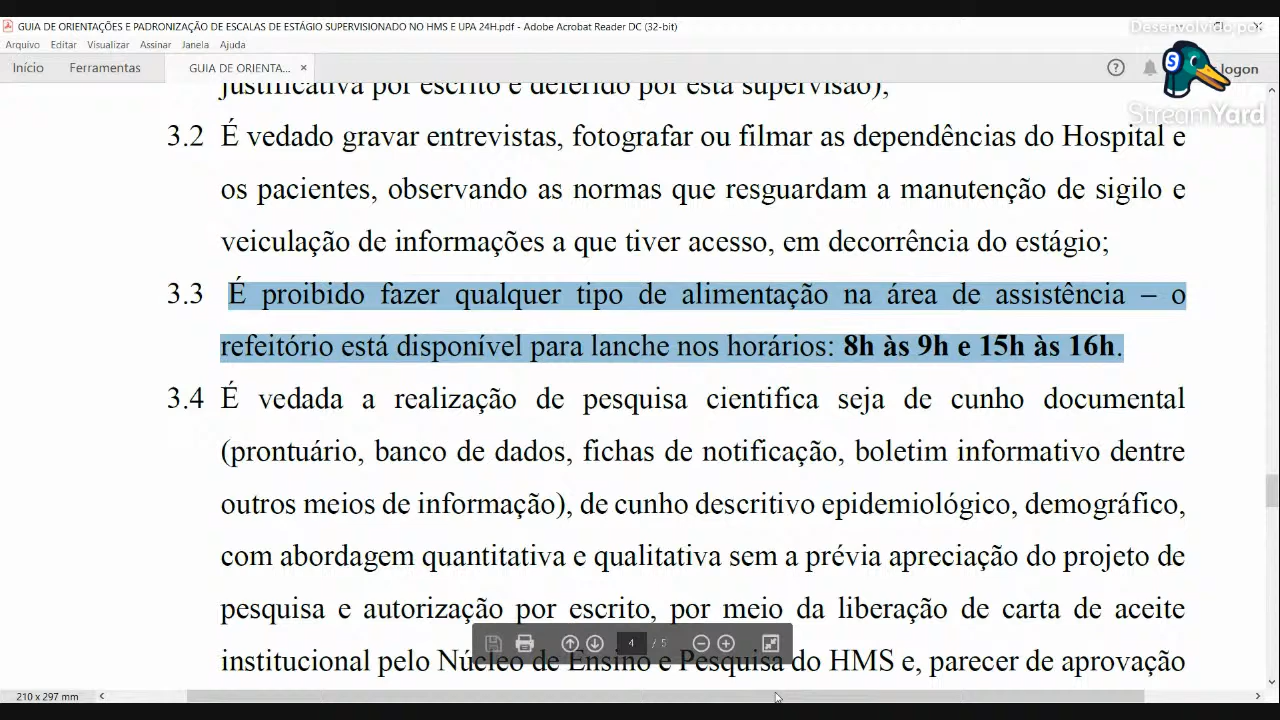 GUIA DE ORIENTAÇÕES E PADRONIZAÇÃO DE ESCALAS DE ESTÁGIO SUPERVISIONADO NO HMS E UPA 24H.pdf - Adobe Acrobat Reader DC (32-bit)
Desenvolvido por
Arquivo Editar Visualizar Assinar Janela Ajuda
Início Ferramentas GUIA DE ORIENTA... × logon
StreamYard
justificativa por escrito e deferido por esta supervisão);
3.2 É vedado gravar entrevistas, fotografar ou filmar as dependências do Hospital e
os pacientes, observando as normas que resguardam a manutenção de sigilo e
veiculação de informações a que tiver acesso, em decorrência do estágio;
3.3 É proibido fazer qualquer tipo de alimentação na área de assistência – o
refeitório está disponível para lanche nos horários: 8h às 9h e 15h às 16h.
3.4 É vedada a realização de pesquisa cientifica seja de cunho documental
(prontuário, banco de dados, fichas de notificação, boletim informativo dentre
outros meios de informação), de cunho descritivo epidemiológico, demográfico,
com abordagem quantitativa e qualitativa sem a prévia apreciação do projeto de
pesquisa e autorização por escrito, por meio da liberação de carta de aceite
4 / 5
institucional pelo Núcleo de Ensino e Pesquisa do HMS e, parecer de aprovação
210 x 297 mm